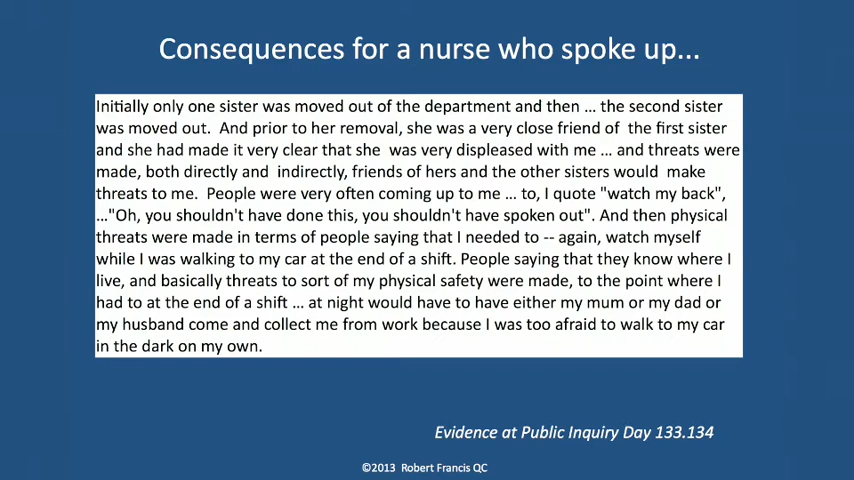 Consequences for a nurse who spoke up...
Initially only one sister was moved out of the department and then ... the second sister
was moved out.  And prior to her removal, she was a very close friend of  the first sister
and she had made it very clear that she  was very displeased with me ... and threats were
made, both directly and  indirectly, friends of hers and the other sisters would  make
threats to me.  People were very often coming up to me ... to, I quote "watch my back",
..."Oh, you shouldn't have done this, you shouldn't have spoken out". And then physical
threats were made in terms of people saying that I needed to -- again, watch myself
while I was walking to my car at the end of a shift. People saying that they know where I
live, and basically threats to sort of my physical safety were made, to the point where I
had to at the end of a shift ... at night would have to have either my mum or my dad or
my husband come and collect me from work because I was too afraid to walk to my car
in the dark on my own.
Evidence at Public Inquiry Day 133.134
©2013  Robert Francis QC